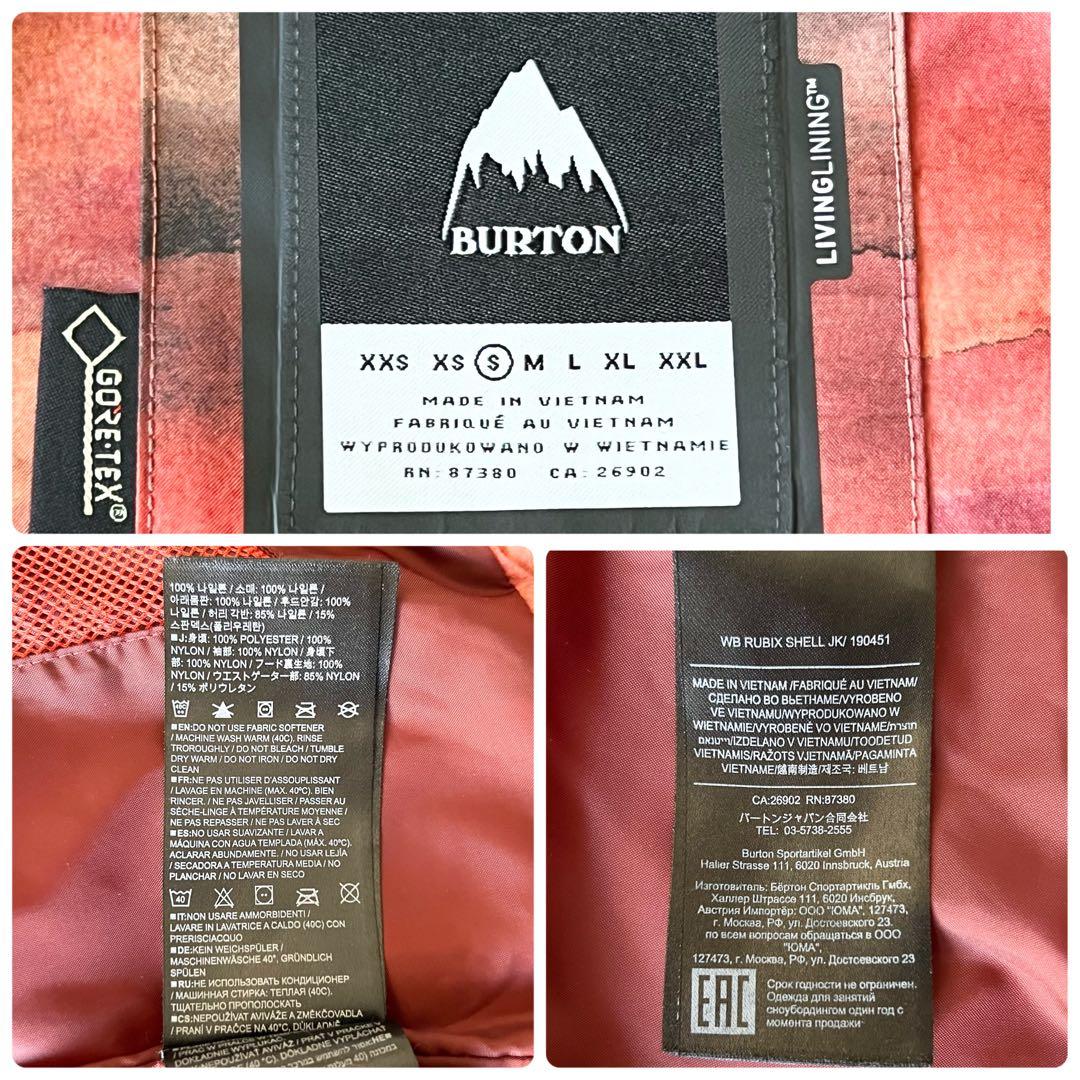 BURTON
LIVINGLINING™
GORE-TEX®
XXS XS S M L XL XXL
MADE IN VIETNAM
FABRIQUÉ AU VIETNAM
WYPRODUKOWANO W WIETNAMIE
RN: 87380 CA: 26902
100% 나일론 / 소매: 100% 나일론 /
아래몸판: 100% 나일론 / 후드안감: 100%
나일론 / 허리 각반: 85% 나일론 / 15%
스판덱스(폴리우레탄)
■J:身頃: 100% POLYESTER / 100%
NYLON / 袖部: 100% NYLON / 身頃下
部: 100% NYLON / フード裏生地: 100%
NYLON / ウエストゲーター部: 85% NYLON
/ 15% ポリウレタン
■EN:DO NOT USE FABRIC SOFTENER
/ MACHINE WASH WARM (40C). RINSE
TROROUGHLY / DO NOT BLEACH / TUMBLE
DRY WARM / DO NOT IRON / DO NOT DRY
CLEAN
■FR:NE PAS UTILISER D'ASSOUPLISSANT
/ LAVAGE EN MACHINE (MAX. 40ºC). BIEN
RINCER. / NE PAS JAVELLISER / PASSER AU
SÈCHE-LINGE À TEMPÉRATURE MOYENNE /
NE PAS REPASSER / NE PAS LAVER À SEC
■ES:NO USAR SUAVIZANTE / LAVAR A
MÁQUINA CON AGUA TEMPLADA (MÁX. 40ºC).
ACLARAR ABUNDAMENTE. / NO USAR LEJÍA
/ SECADORA A TEMPERATURA MEDIA / NO
PLANCHAR / NO LAVAR EN SECO
40
■IT:NON USARE AMMORBIDENTI /
LAVARE IN LAVATRICE A CALDO (40C) CON
PRERISCIACQUO
■DE:KEIN WEICHSPÜLER /
MASCHINENWÄSCHE 40°, GRÜNDLICH
SPÜLEN
■RU:НЕ ИСПОЛЬЗОВАТЬ КОНДИЦИОНЕР
/ МАШИННАЯ СТИРКА: ТЕПЛАЯ (40C).
ТЩАТЕЛЬНО ПРОПОЛОСКАТЬ
■CS:NEPOUŽÍVAT AVIVÁŽE A ZMĚKČOVADLA
/ PRANÍ V PRAČCE NA 40°C, DŮKLADNĚ
WB RUBIX SHELL JK/ 190451
MADE IN VIETNAM /FABRIQUÉ AU VIETNAM/
СДЕЛАНО ВО ВЬЕТНАМЕ/VYROBENO
VE VIETNAMU/WYPRODUKOWANO W
WIETNAMIE/VYROBENÉ VO VIETNAME/תוצרת
וייטנאם/IZDELANO V VIETNAMU/TOODETUD
VIETNAMIS/RAŽOTS VJETNAMĀ/PAGAMINTA
VIETNAME/越南制造/제조국: 베트남
CA:26902 RN:87380
バートンジャパン合同会社
TEL: 03-5738-2555
Burton Sportartikel GmbH
Haller Strasse 111, 6020 Innsbruck, Austria
Изготовитель: Бёртон Спортартикль Гмбх,
Халлер Штрассе 111, 6020 Инсбрук,
Австрия Импортёр: ООО "ЮМА", 127473,
г. Москва, РФ, ул. Достоевского 23.
по всем вопросам обращаться в ООО
"ЮМА",
127473, г. Москва, РФ, ул. Достоевского 23
EAC
Срок годности не ограничен.
Одежда для занятий
сноубордингом один год с
момента продажи